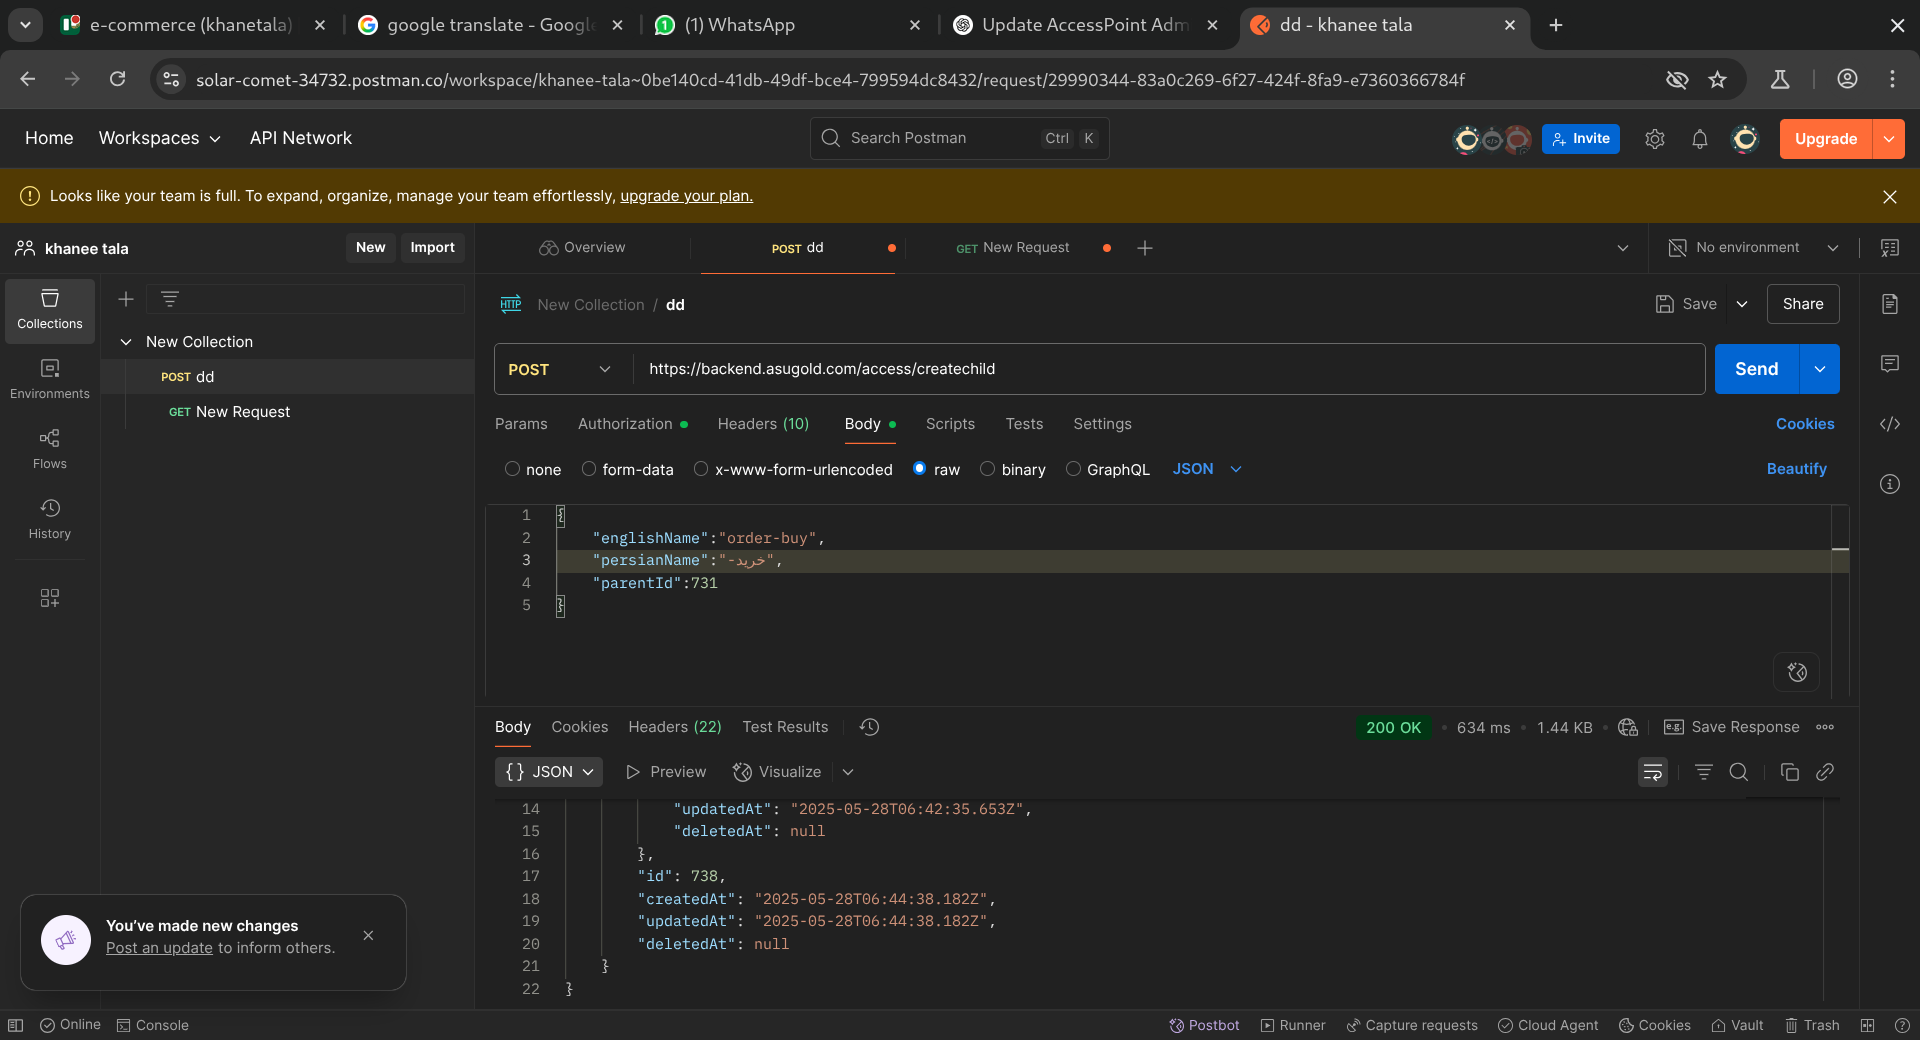 e-commerce (khanetala)
google translate - Google
(1) WhatsApp
Update AccessPoint Adm
dd - khanee tala
solar-comet-34732.postman.co/workspace/khanee-tala~0be140cd-41db-49df-bce4-799594dc8432/request/29990344-83a0c269-6f27-424f-8fa9-e7360366784f
Home Workspaces API Network
Search Postman Ctrl K
Invite
Upgrade
Looks like your team is full. To expand, organize, manage your team effortlessly, upgrade your plan.
khanee tala
New Import
Overview
POST dd
GET New Request
No environment
Collections
Environments
Flows
History
New Collection
POST dd
GET New Request
HTTP New Collection / dd
Save Share
POST https://backend.asugold.com/access/createchild
Send
Params Authorization Headers (10) Body Scripts Tests Settings Cookies
none form-data x-www-form-urlencoded raw binary GraphQL JSON Beautify
1 {
2 "englishName":"order-buy",
3 "persianName":"-خرید",
4 "parentId":731
5 }
Body Cookies Headers (22) Test Results
200 OK • 634 ms • 1.44 KB • e.g. Save Response
{} JSON Preview Visualize
14 "updatedAt": "2025-05-28T06:42:35.653Z",
15 "deletedAt": null
16 },
17 "id": 738,
18 "createdAt": "2025-05-28T06:44:38.182Z",
19 "updatedAt": "2025-05-28T06:44:38.182Z",
20 "deletedAt": null
21 }
22 }
You've made new changes
Post an update to inform others.
Online Console
Postbot Runner Capture requests Cloud Agent Cookies Vault Trash